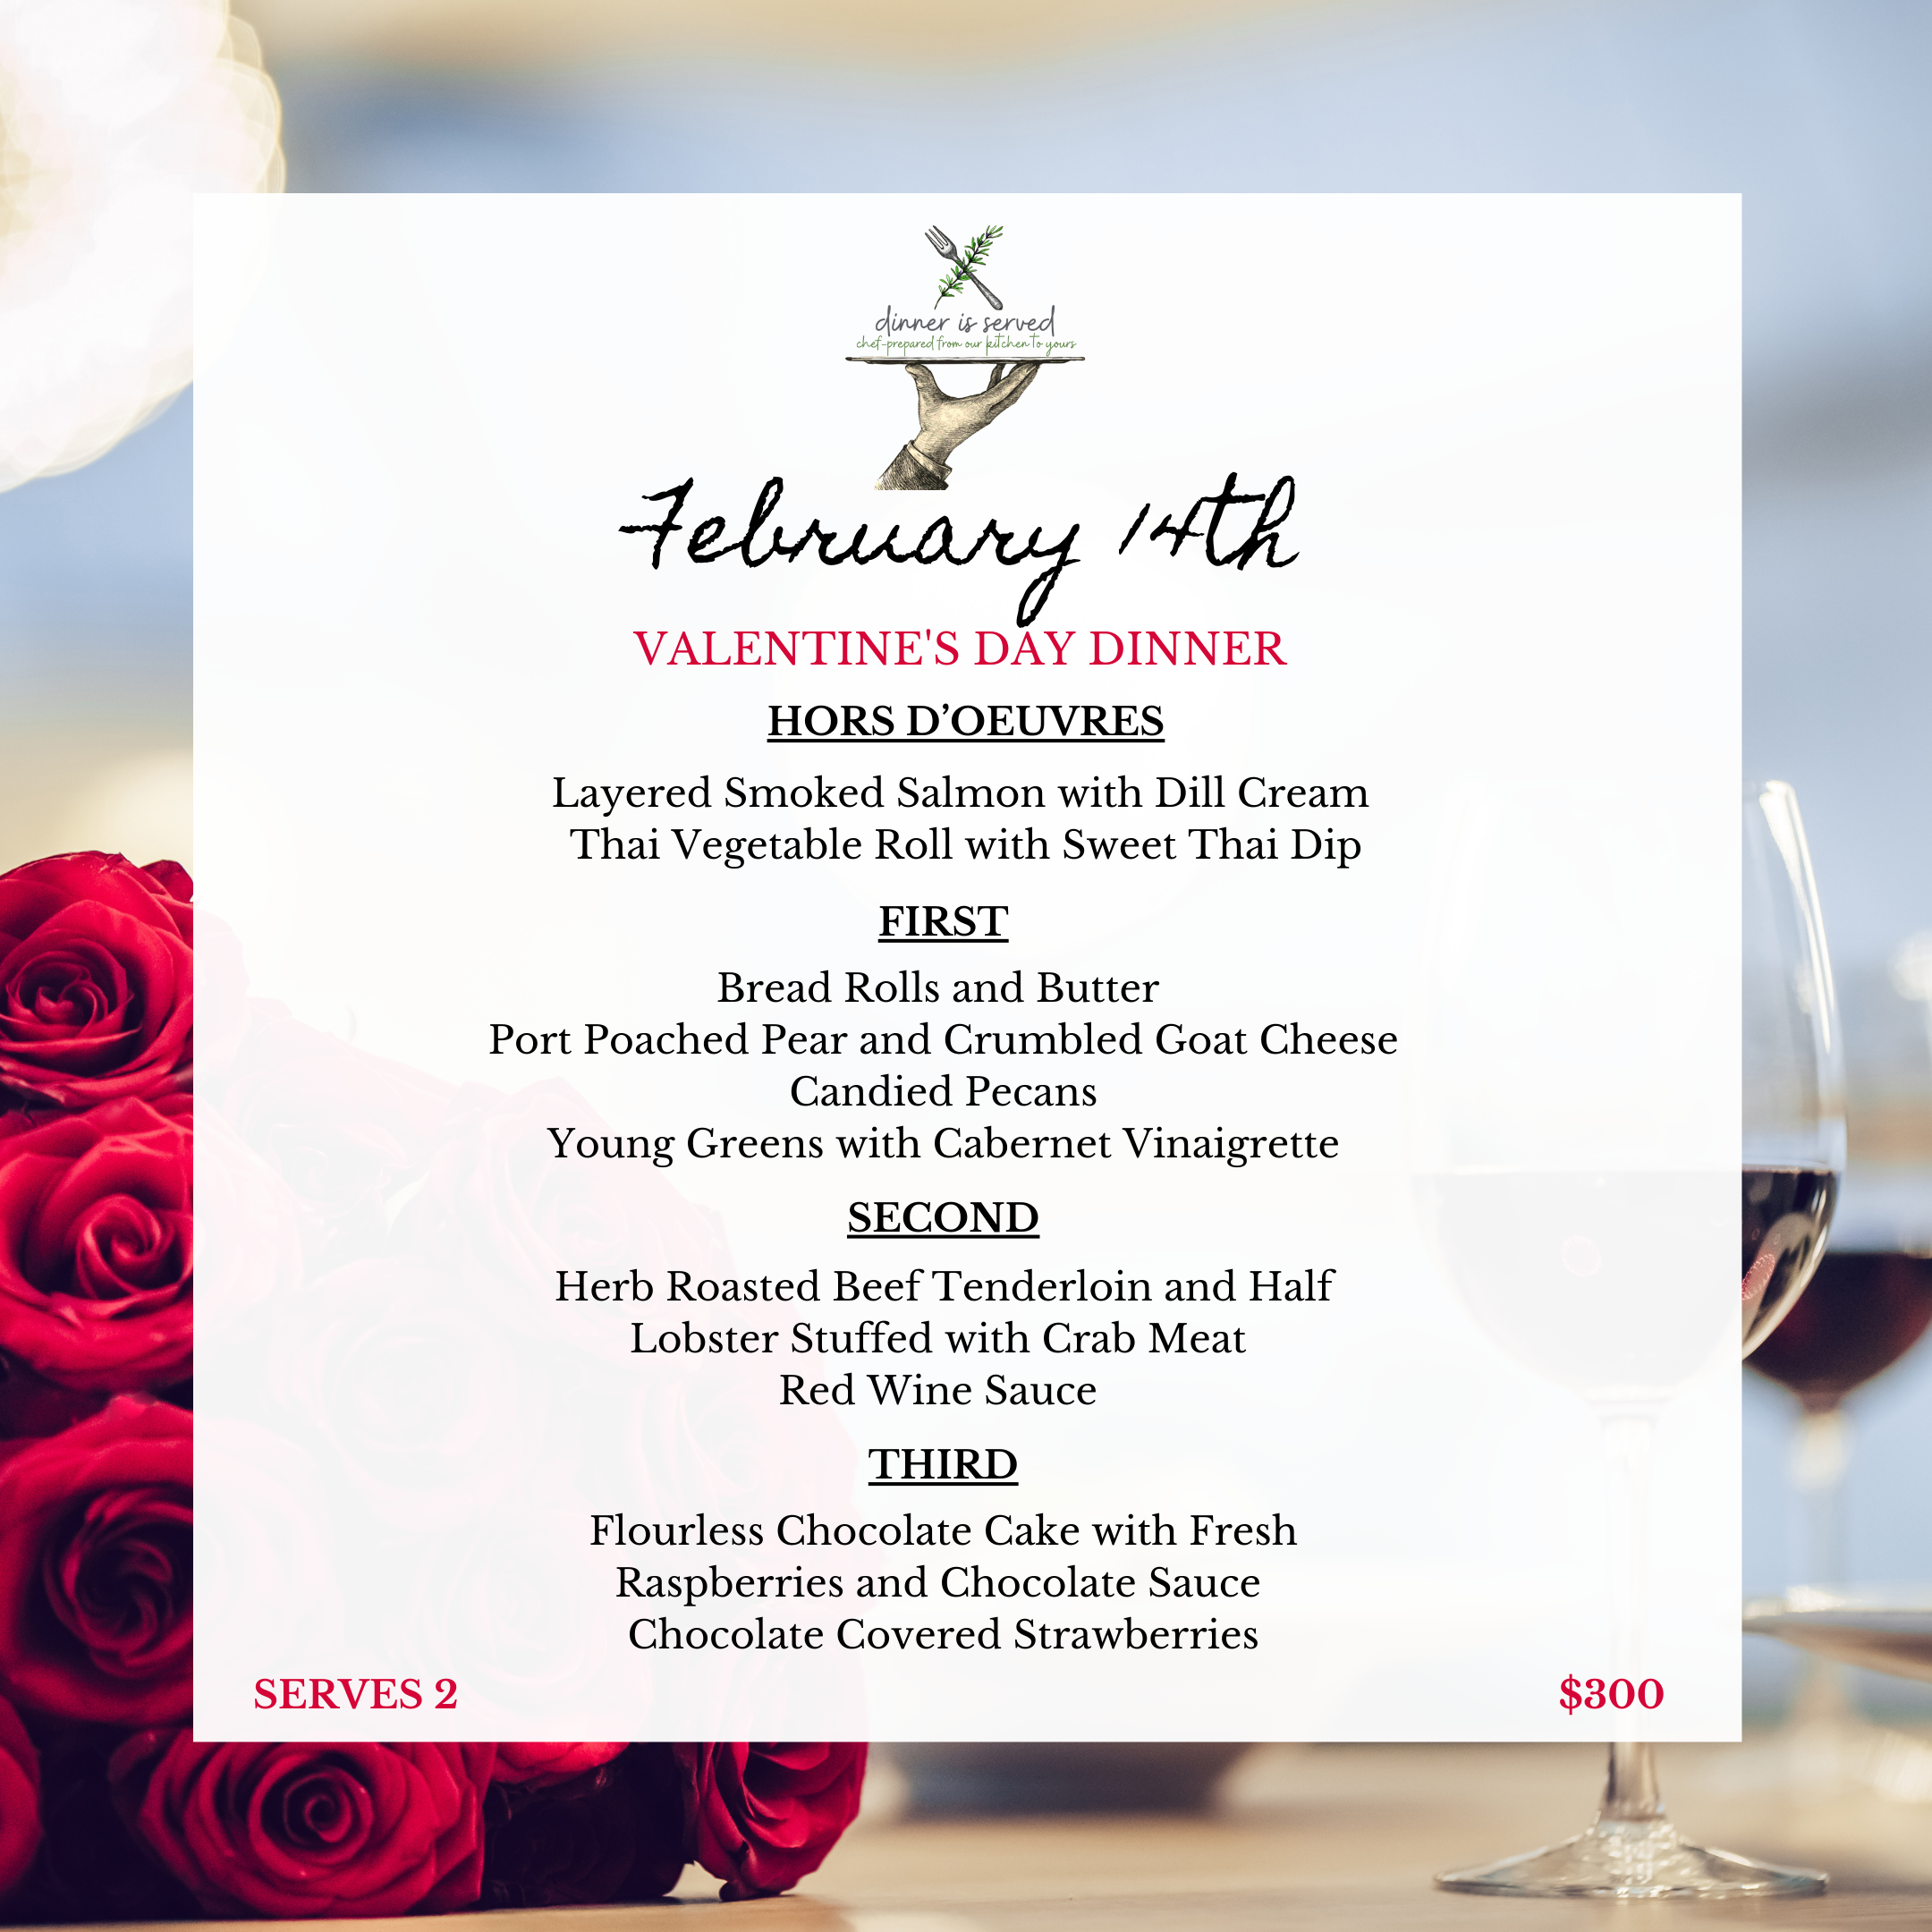 dinner is served
chef-prepared from our kitchen to yours
February 14th
VALENTINE'S DAY DINNER
HORS D’OEUVRES
Layered Smoked Salmon with Dill Cream
Thai Vegetable Roll with Sweet Thai Dip
FIRST
Bread Rolls and Butter
Port Poached Pear and Crumbled Goat Cheese
Candied Pecans
Young Greens with Cabernet Vinaigrette
SECOND
Herb Roasted Beef Tenderloin and Half
Lobster Stuffed with Crab Meat
Red Wine Sauce
THIRD
Flourless Chocolate Cake with Fresh
Raspberries and Chocolate Sauce
Chocolate Covered Strawberries
SERVES 2
$300